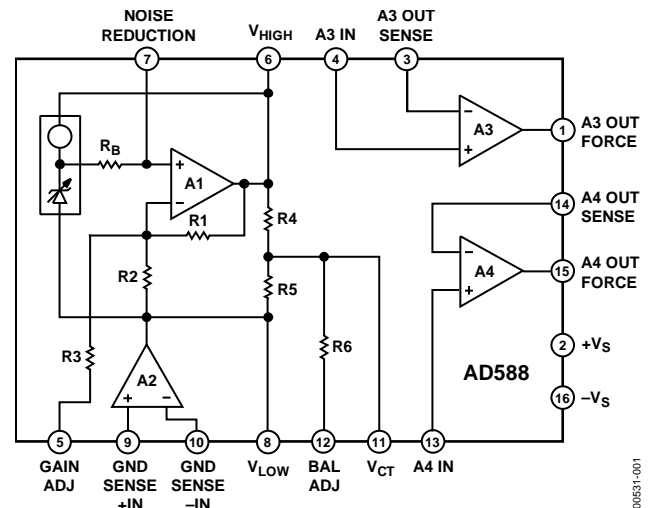 NOISE
REDUCTION
VHIGH
A3 IN
A3 OUT
SENSE
7
6
4
3
RB
A1
+
–
R1
R4
R2
R5
R3
R6
A2
+
–
A3
–
+
1
A3 OUT
FORCE
14
A4 OUT
SENSE
A4
–
+
15
A4 OUT
FORCE
2
+VS
AD588
16
–VS
5
9
10
8
12
11
13
GAIN
ADJ
GND
SENSE
+IN
GND
SENSE
–IN
VLOW
BAL
ADJ
VCT
A4 IN
00531-001